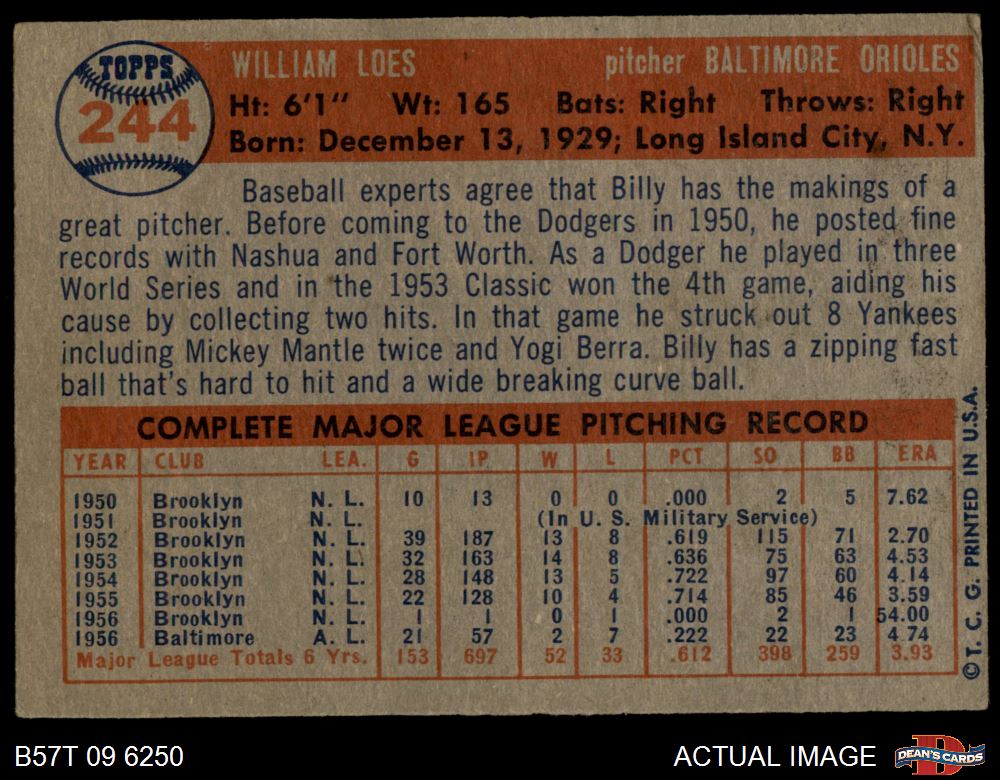 TOPPS
244
WILLIAM LOES pitcher BALTIMORE ORIOLES
Ht: 6'1" Wt: 165 Bats: Right Throws: Right
Born: December 13, 1929; Long Island City, N.Y.
Baseball experts agree that Billy has the makings of a
great pitcher. Before coming to the Dodgers in 1950, he posted fine
records with Nashua and Fort Worth. As a Dodger he played in three
World Series and in the 1953 Classic won the 4th game, aiding his
cause by collecting two hits. In that game he struck out 8 Yankees
including Mickey Mantle twice and Yogi Berra. Billy has a zipping fast
ball that's hard to hit and a wide breaking curve ball.
COMPLETE MAJOR LEAGUE PITCHING RECORD
YEAR CLUB LEA. G IP W L PCT SO BB ERA
1950 Brooklyn N. L. 10 13 0 0 .000 2 5 7.62
1951 Brooklyn N. L. (In U. S. Military Service)
1952 Brooklyn N. L. 39 187 13 8 .619 115 71 2.70
1953 Brooklyn N. L. 32 163 14 8 .636 75 63 4.53
1954 Brooklyn N. L. 28 148 13 5 .722 97 60 4.14
1955 Brooklyn N. L. 22 128 10 4 .714 85 46 3.59
1956 Brooklyn N. L. 1 1 0 1 .000 2 1 54.00
1956 Baltimore A. L. 21 57 2 7 .222 22 23 4.74
Major League Totals 6 Yrs. 153 697 52 33 .612 398 259 3.93
©T. C. G. PRINTED IN U.S.A.
B57T 09 6250 ACTUAL IMAGE DEAN'S CARDS